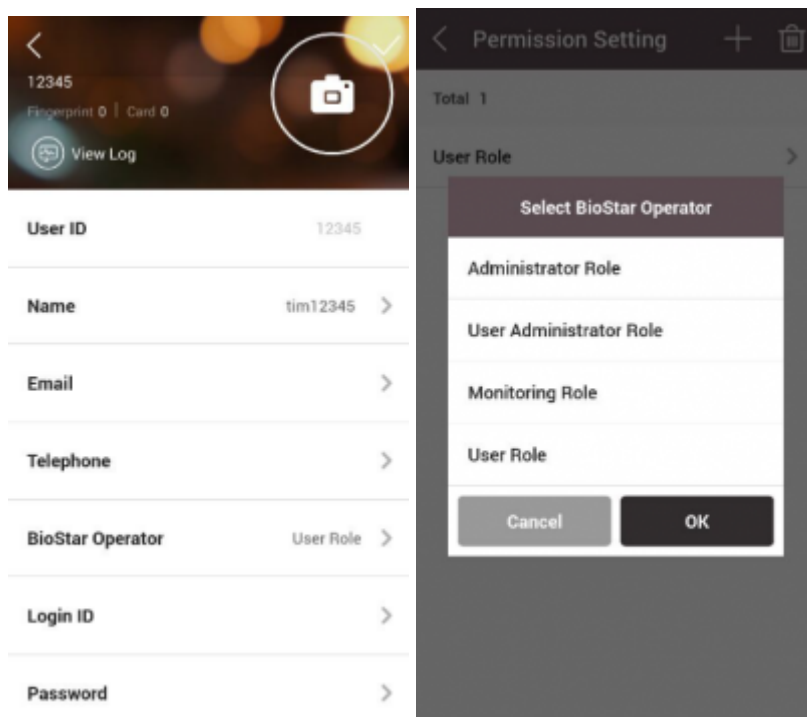 12345
Fingerprint 0 | Card 0
View Log
User ID 12345
Name tim12345
Email
Telephone
BioStar Operator User Role
Login ID
Password
Permission Setting
Total 1
User Role
Select BioStar Operator
Administrator Role
User Administrator Role
Monitoring Role
User Role
Cancel OK